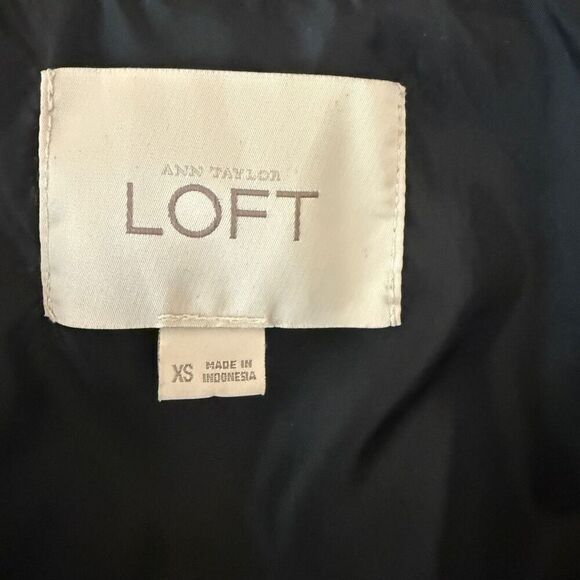 ANN TAYLOR
LOFT
XS
MADE IN
INDONESIA